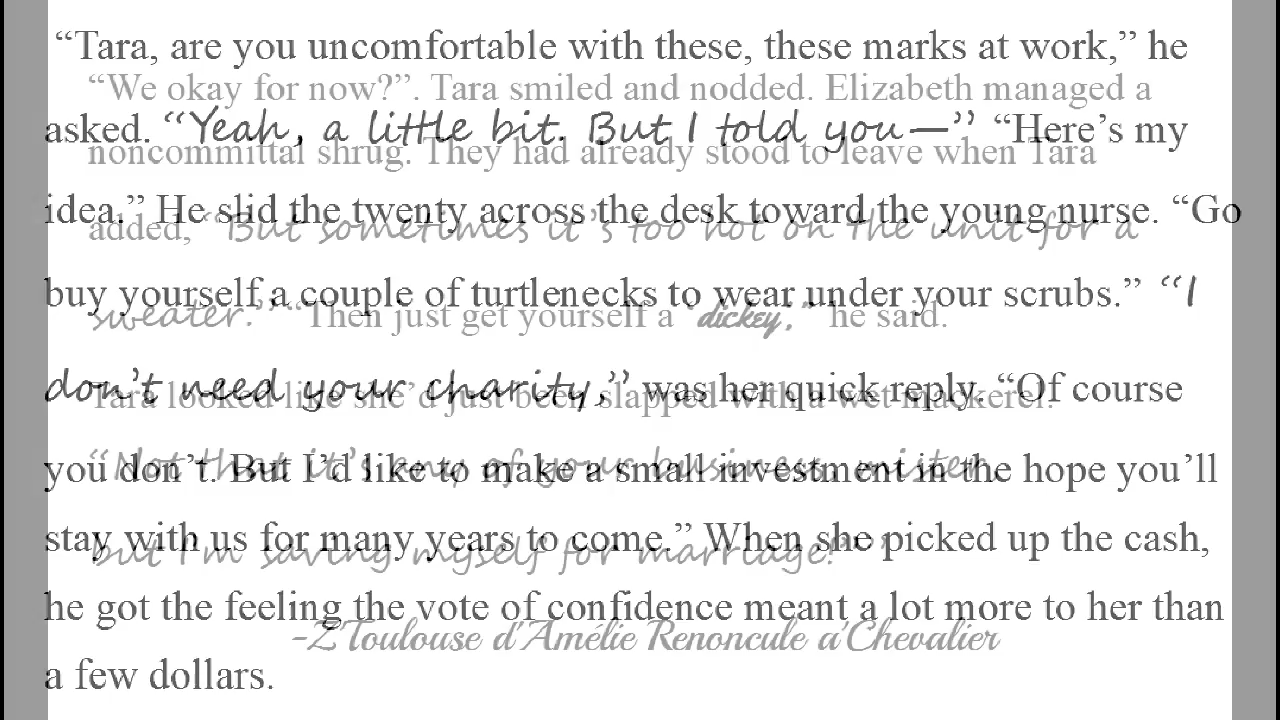 “Tara, are you uncomfortable with these, these marks at work,” he
“We okay for now?”. Tara smiled and nodded. Elizabeth managed a
asked. “Yeah, a little bit. But I told you—” “Here’s my
noncommittal shrug. They had already stood to leave when Tara
idea.” He slid the twenty across the desk toward the young nurse. “Go
added, “But sometimes it’s too hot on the unit for a
buy yourself a couple of turtlenecks to wear under your scrubs.” “I
sweater.” “Then just get yourself a “dickey,” he said.
don’t need your charity,” was her quick reply. “Of course
Tara looked like she’d just been slapped with a wet mackerel.
you don’t. But I’d like to make a small investment in the hope you’ll
“Not that it’s any of your business, mister,
stay with us for many years to come.” When she picked up the cash,
but I’m saving myself for marriage!”
he got the feeling the vote of confidence meant a lot more to her than
-Z’Toulouse d’Amélie Renoncule a’Chevalier
a few dollars.